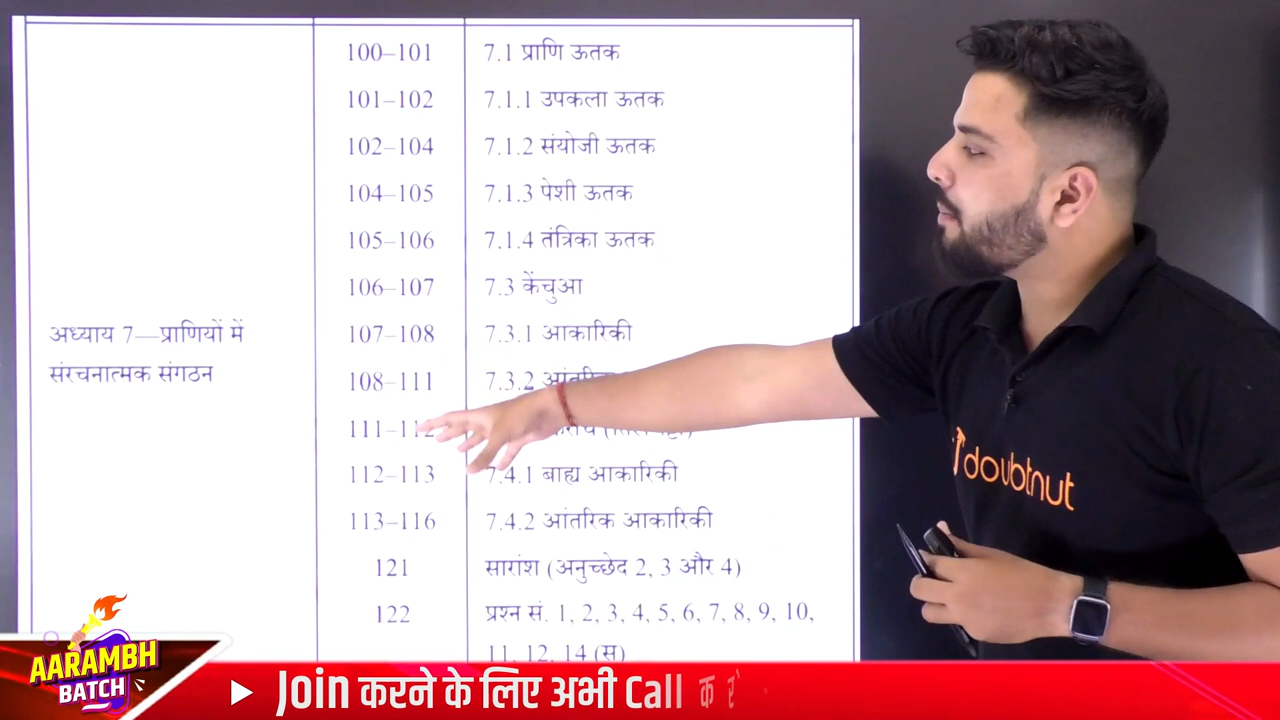 100–101 7.1 प्राणि ऊतक
101–102 7.1.1 उपकला ऊतक
102–104 7.1.2 संयोजी ऊतक
104–105 7.1.3 पेशी ऊतक
105–106 7.1.4 तंत्रिका ऊतक
106–107 7.3 केंचुआ
अध्याय 7—प्राणियों में
संरचनात्मक संगठन
107–108 7.3.1 आकारिकी
108–111 7.3.2
111–112
112–113 7.4.1 बाह्य आकारिकी
113–116 7.4.2 आंतरिक आकारिकी
121 सारांश (अनुच्छेद 2, 3 और 4)
122 प्रश्न सं. 1, 2, 3, 4, 5, 6, 7, 8, 9, 10,
11, 12, 14 (स)
doubtnut
AARAMBH
BATCH
Join करने के लिए अभी Call